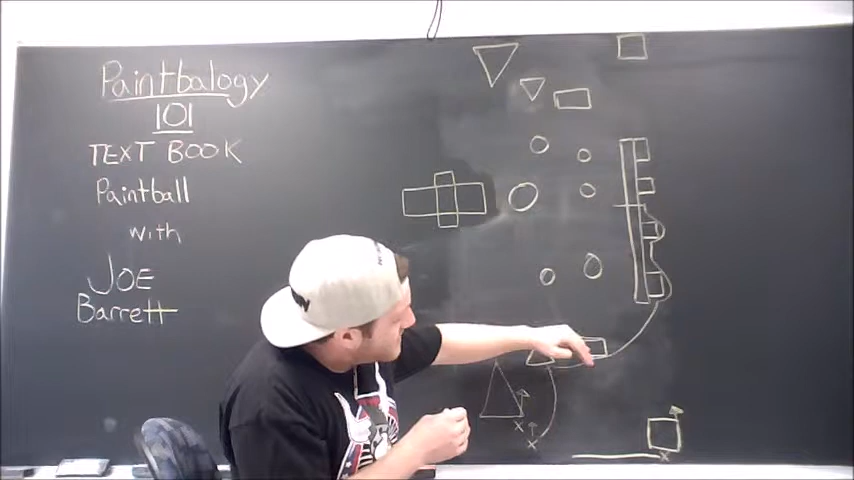 Paintbalogy
101
TEXT BOOK
Paintball
with
JOE
Barrett
x
x
x